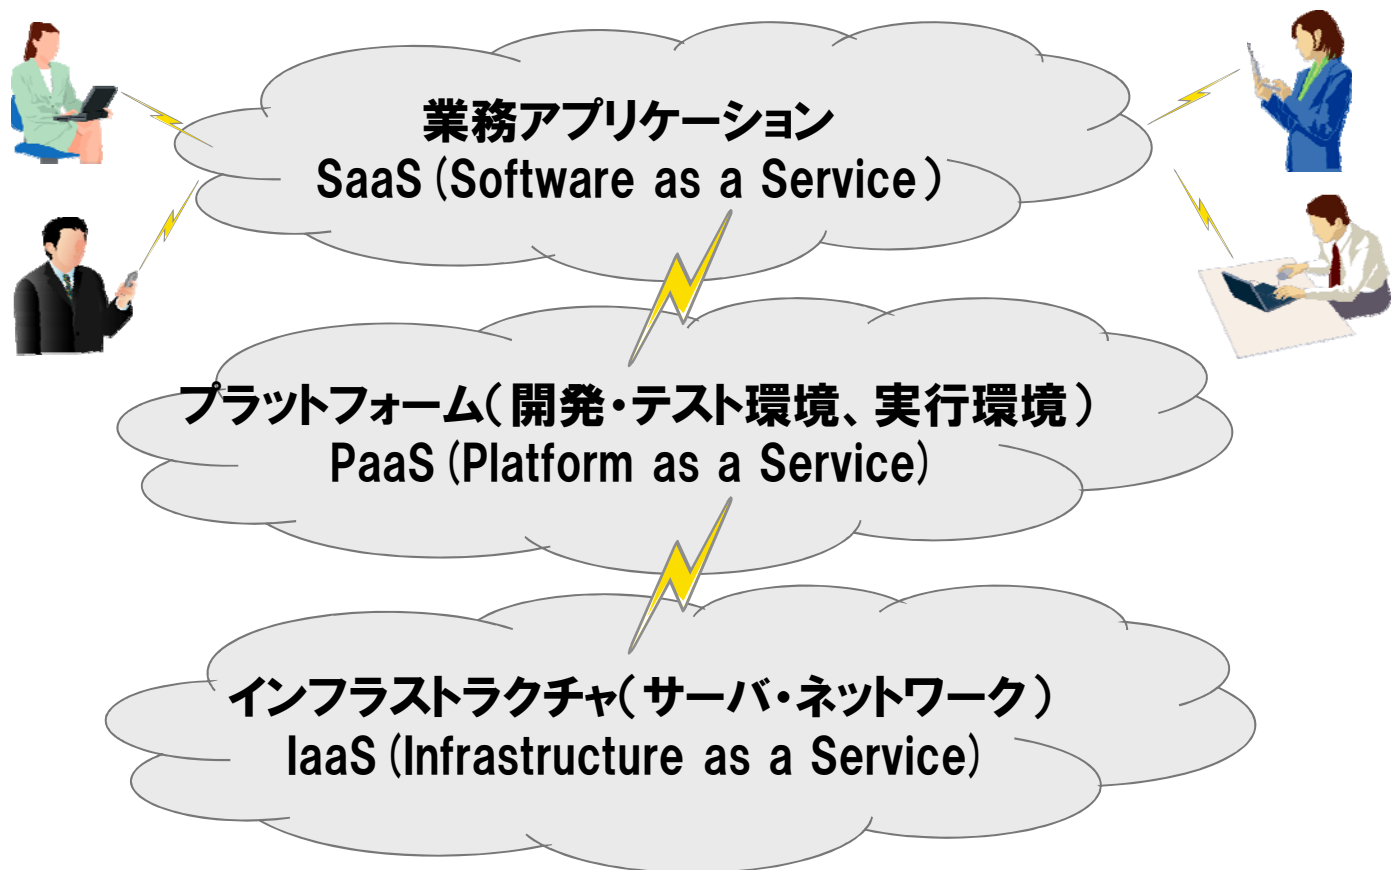 業務アプリケーション
SaaS(Software as a Service)
プラットフォーム(開発・テスト環境、実行環境)
PaaS(Platform as a Service)
インフラストラクチャ(サーバ・ネットワーク)
IaaS(Infrastructure as a Service)